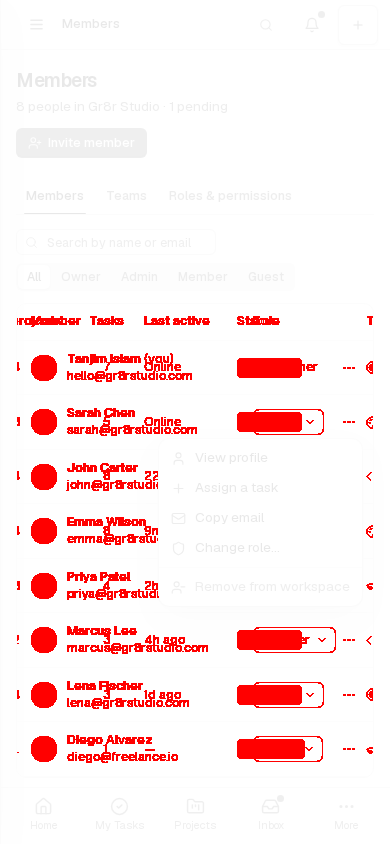 Members
Members
8 people in Gr8r Studio · 1 pending
Invite member
Members Teams Roles & permissions
Search by name or email
All Owner Admin Member Guest
Tasks Last active
Tanjim Islam (you)
Online
hello@gr8rstudio.com
Sarah Chen
Online
sarah@gr8rstudio.com
View profile
John Carter
john@gr8rstudio
Assign a task
Copy email
Emma Wilson
emma@gr8rstu
Change role...
Priya Patel
2h
priya@gr8rstudi
Remove from workspace
Marcus Lee
4h ago
marcus@gr8rstudio.com
Lena Fischer
1d ago
lena@gr8rstudio.com
Diego Alvarez
diego@freelance.io
Home My Tasks Projects Inbox More